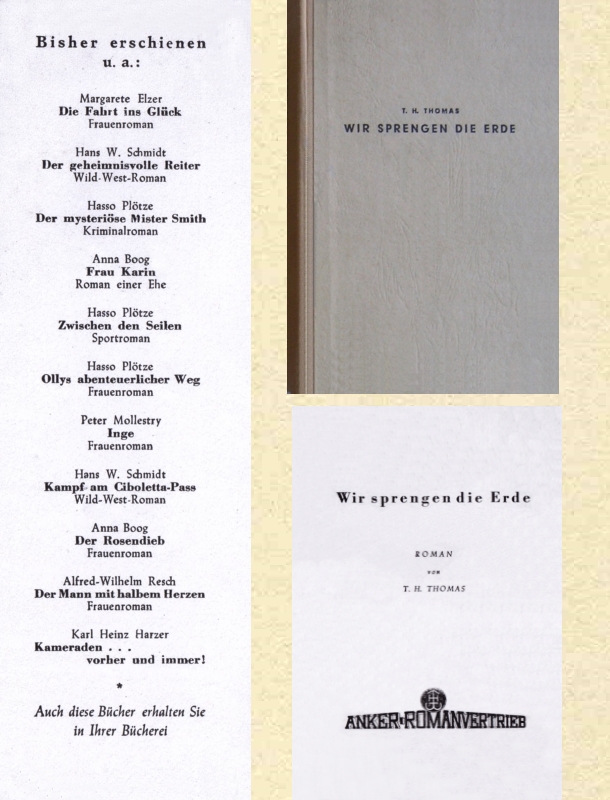 Bisher erschienen
u. a.:
Margarete Elzer
Die Fahrt ins Glück
Frauenroman
Hans W. Schmidt
Der geheimnisvolle Reiter
Wild-West-Roman
Hasso Plötze
Der mysteriöse Mister Smith
Kriminalroman
Anna Boog
Frau Karin
Roman einer Ehe
Hasso Plötze
Zwischen den Seilen
Sportroman
Hasso Plötze
Ollys abenteuerlicher Weg
Frauenroman
Peter Mollestry
Inge
Frauenroman
Hans W. Schmidt
Kampf am Ciboletta-Pass
Wild-West-Roman
Anna Boog
Der Rosendieb
Frauenroman
Alfred-Wilhelm Resch
Der Mann mit halbem Herzen
Frauenroman
Karl Heinz Harzer
Kameraden . . .
vorher und immer!
*
Auch diese Bücher erhalten Sie
in Ihrer Bücherei
T. H. THOMAS
WIR SPRENGEN DIE ERDE
Wir sprengen die Erde
ROMAN
VON
T. H. THOMAS
ANKER-ROMANVERTRIEB